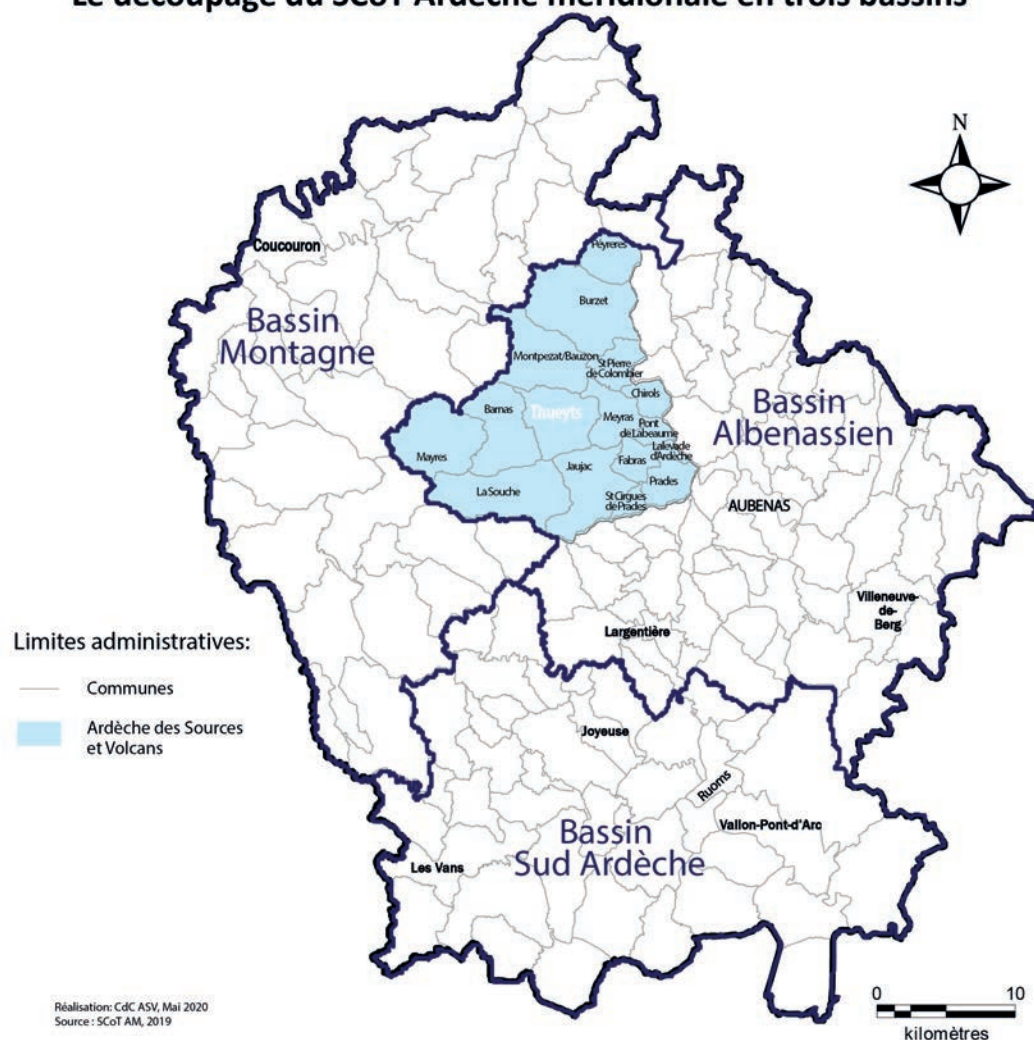 Le découpage du SCoT Ardèche méridionale en trois bassins
N
Coucouron
Péyreres
Burzet
Bassin
Montagne
Montpezat/Bauzon
St Pierre
de Colombier
Chirols
Barnas
Thueyts
Meyras
Pont
de Labeaume
Bassin
Albenassien
Lalevade
d'Ardèche
Mayres
Jaujac
Fabras
Prades
La Souche
St Cirgues
de Prades
AUBENAS
Villeneuve-
de-
Berg
Largentière
Limites administratives:
Communes
Ardèche des Sources
et Volcans
Joyeuse
Ruoms
Vallon-Pont-d'Arc
Bassin
Sud Ardèche
Les Vans
Réalisation: CdC ASV, Mai 2020
Source : SCoT AM, 2019
0 10
kilomètres